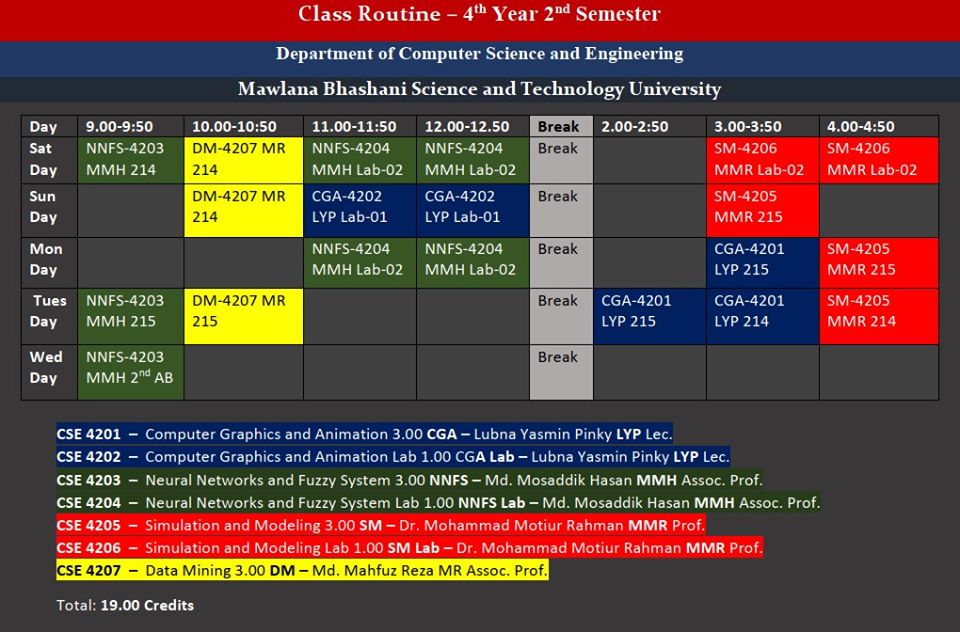 Class Routine – 4th Year 2nd Semester
Department of Computer Science and Engineering
Mawlana Bhashani Science and Technology University
Day 9.00-9:50 10.00-10:50 11.00-11:50 12.00-12.50 Break 2.00-2:50 3.00-3:50 4.00-4:50
Sat NNFS-4203 DM-4207 MR NNFS-4204 NNFS-4204 Break SM-4206 SM-4206
Day MMH 214 214 MMH Lab-02 MMH Lab-02 MMR Lab-02 MMR Lab-02
Sun DM-4207 MR CGA-4202 CGA-4202 Break SM-4205
Day 214 LYP Lab-01 LYP Lab-01 MMR 215
Mon NNFS-4204 NNFS-4204 Break CGA-4201 SM-4205
Day MMH Lab-02 MMH Lab-02 LYP 215 MMR 215
Tues NNFS-4203 DM-4207 MR Break CGA-4201 CGA-4201 SM-4205
Day MMH 215 215 LYP 215 LYP 214 MMR 214
Wed NNFS-4203 Break
Day MMH 2nd AB
CSE 4201 – Computer Graphics and Animation 3.00 CGA – Lubna Yasmin Pinky LYP Lec.
CSE 4202 – Computer Graphics and Animation Lab 1.00 CGA Lab – Lubna Yasmin Pinky LYP Lec.
CSE 4203 – Neural Networks and Fuzzy System 3.00 NNFS – Md. Mosaddik Hasan MMH Assoc. Prof.
CSE 4204 – Neural Networks and Fuzzy System Lab 1.00 NNFS Lab – Md. Mosaddik Hasan MMH Assoc. Prof.
CSE 4205 – Simulation and Modeling 3.00 SM – Dr. Mohammad Motiur Rahman MMR Prof.
CSE 4206 – Simulation and Modeling Lab 1.00 SM Lab – Dr. Mohammad Motiur Rahman MMR Prof.
CSE 4207 – Data Mining 3.00 DM – Md. Mahfuz Reza MR Assoc. Prof.
Total: 19.00 Credits